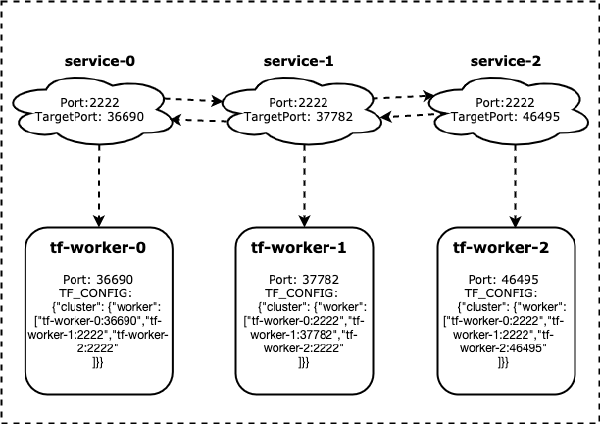 service-0
service-1
service-2
Port:2222
TargetPort: 36690
Port:2222
TargetPort: 37782
Port:2222
TargetPort: 46495
tf-worker-0
Port: 36690
TF_CONFIG:
{"cluster": {"worker":
["tf-worker-0:36690","tf-
worker-1:2222","tf-worker-
2:2222"
]}}
tf-worker-1
Port: 37782
TF_CONFIG:
{"cluster": {"worker":
["tf-worker-0:2222","tf-
worker-1:37782","tf-
worker-2:2222"
]}}
tf-worker-2
Port: 46495
TF_CONFIG:
{"cluster": {"worker":
["tf-worker-0:2222","tf-
worker-1:2222","tf-
worker-2:46495"
]}}